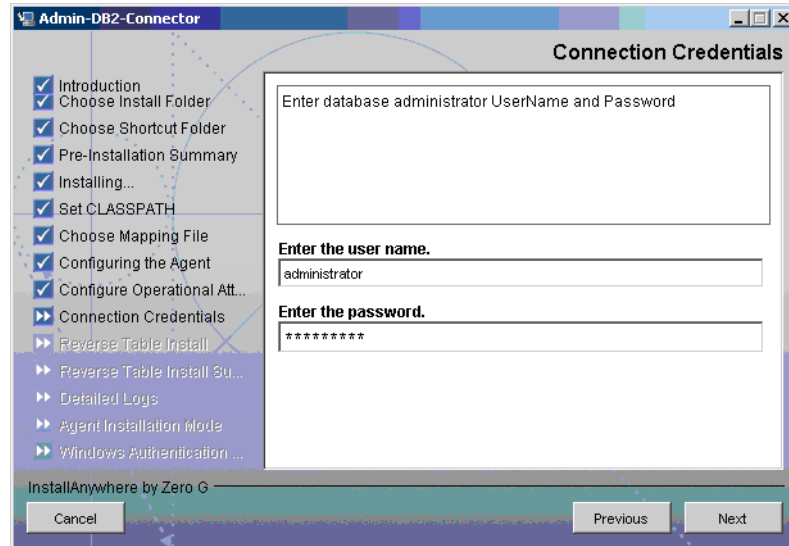 Admin-DB2-Connector
Connection Credentials
Introduction
Choose Install Folder
Choose Shortcut Folder
Pre-Installation Summary
Installing...
Set CLASSPATH
Choose Mapping File
Configuring the Agent
Configure Operational Att...
Connection Credentials
Reverse Table Install
Reverse Table Install Su...
Detailed Logs
Agent Installation Mode
Windows Authentication ...
Enter database administrator UserName and Password
Enter the user name.
administrator
Enter the password.
*********
InstallAnywhere by Zero G
Cancel
Previous
Next